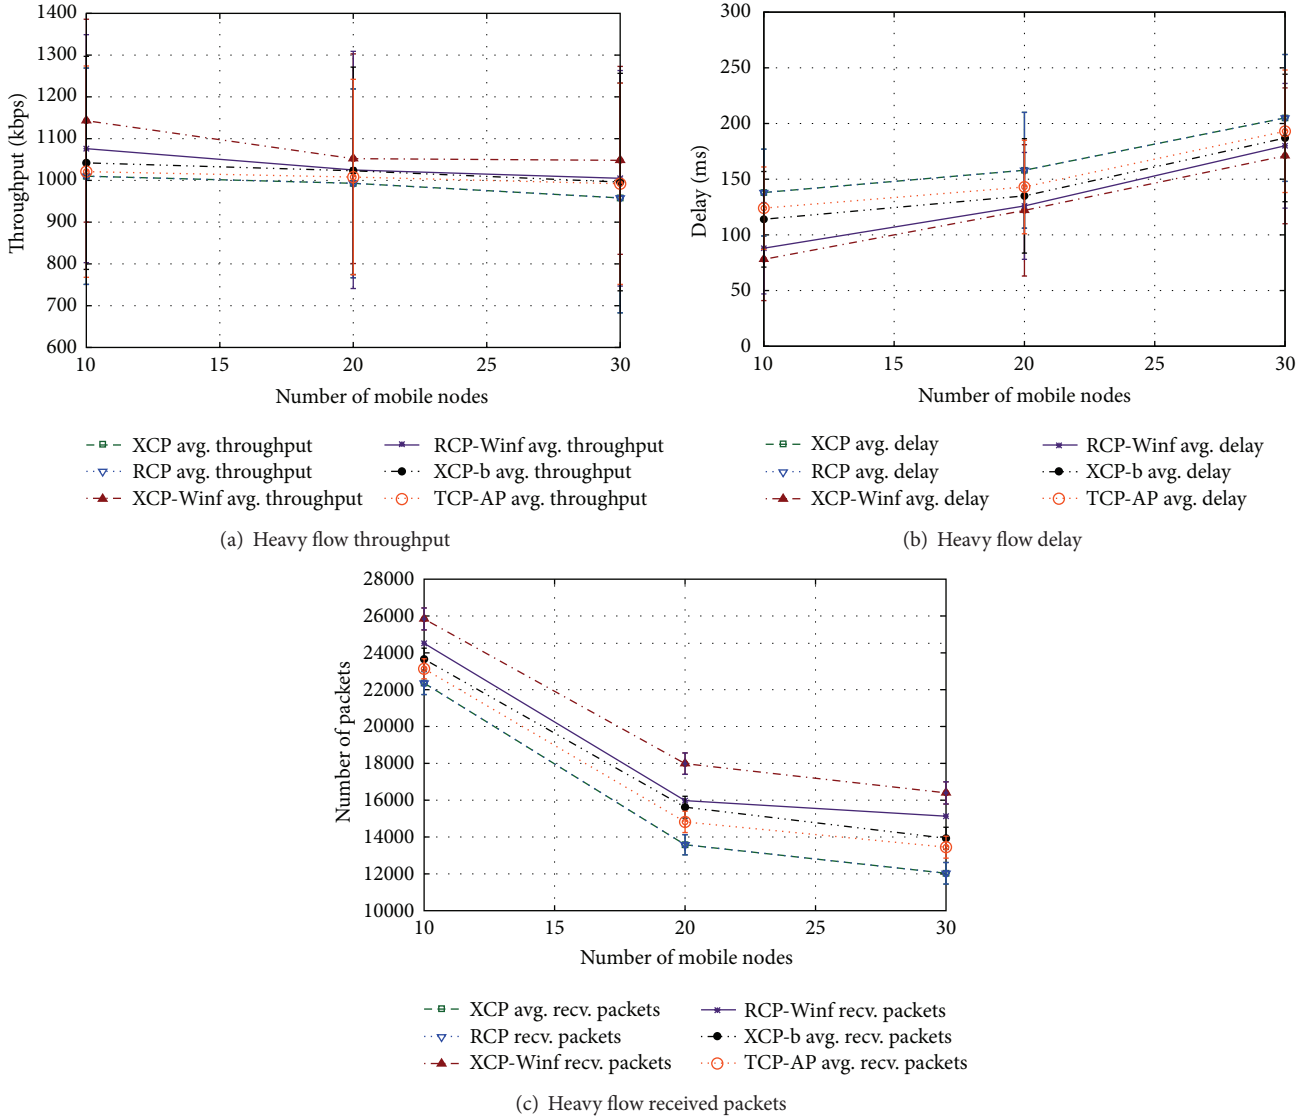 1400
1300
1200
1100
1000
900
800
700
600
10 15 20 25 30
Throughput (kbps)
Number of mobile nodes
XCP avg. throughput
RCP avg. throughput
XCP-Winf avg. throughput
RCP-Winf avg. throughput
XCP-b avg. throughput
TCP-AP avg. throughput
(a) Heavy flow throughput
300
250
200
150
100
50
0
10 15 20 25 30
Delay (ms)
Number of mobile nodes
XCP avg. delay
RCP avg. delay
XCP-Winf avg. delay
RCP-Winf avg. delay
XCP-b avg. delay
TCP-AP avg. delay
(b) Heavy flow delay
28000
26000
24000
22000
20000
18000
16000
14000
12000
10000
10 15 20 25 30
Number of packets
Number of mobile nodes
XCP avg. recv. packets
RCP recv. packets
XCP-Winf recv. packets
RCP-Winf recv. packets
XCP-b avg. recv. packets
TCP-AP avg. recv. packets
(c) Heavy flow received packets